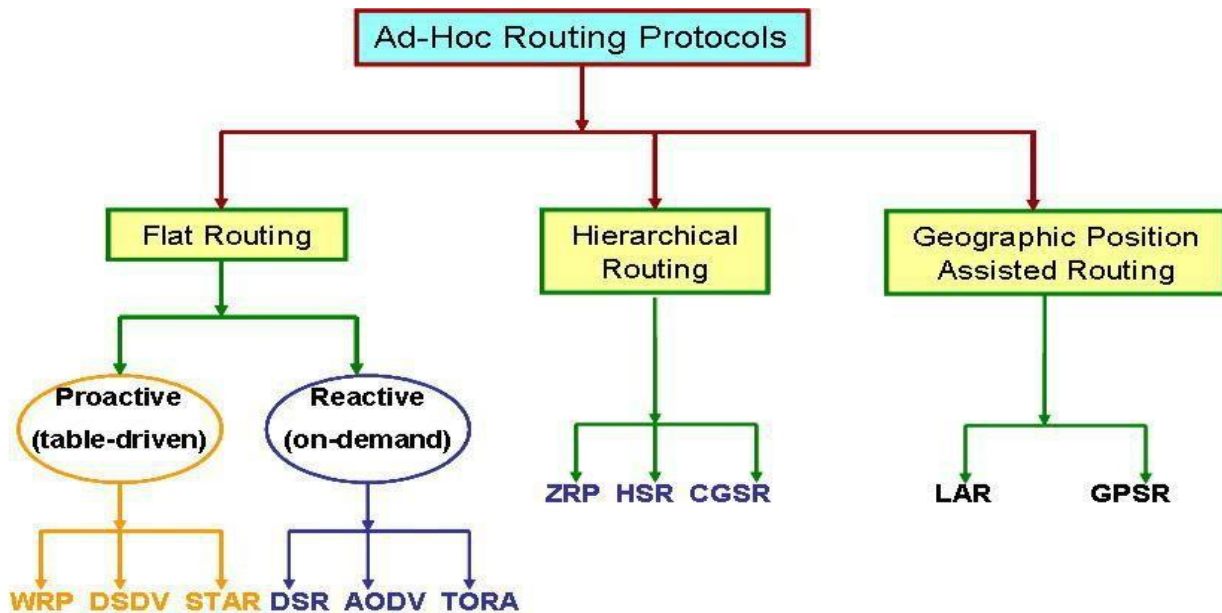 Ad-Hoc Routing Protocols
Flat Routing
Hierarchical
Routing
Geographic Position
Assisted Routing
Proactive
(table-driven)
Reactive
(on-demand)
ZRP HSR CGSR
LAR GPSR
WRP DSDV STAR DSR AODV TORA